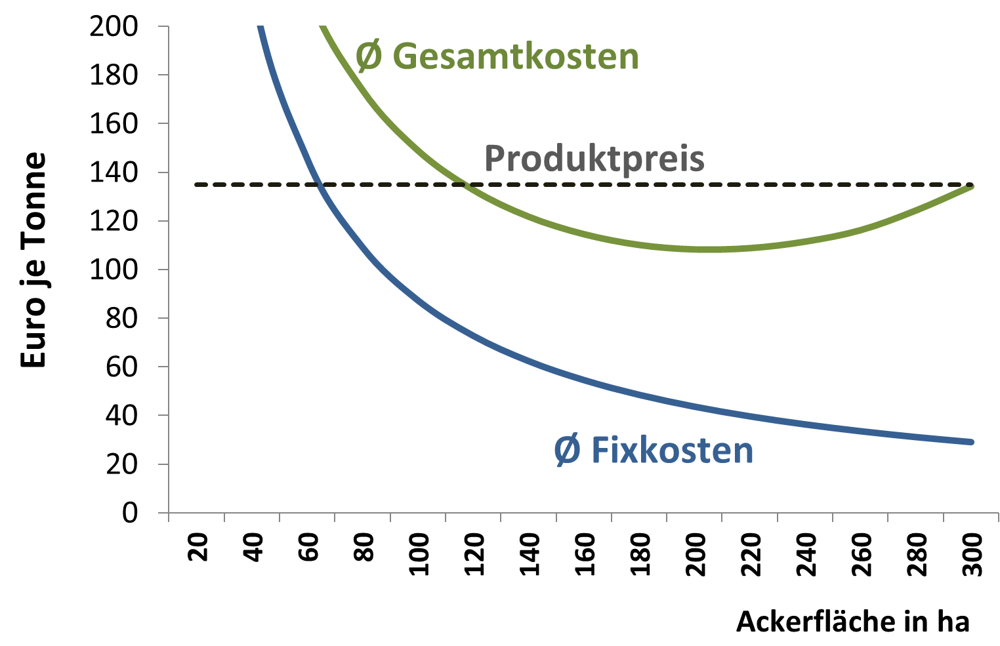 200
Ø Gesamtkosten
180
160
Produktpreis
140
120
100
80
60
40
Ø Fixkosten
20
0
Euro je Tonne
20 40 60 80 100 120 140 160 180 200 220 240 260 280 300
Ackerfläche in ha